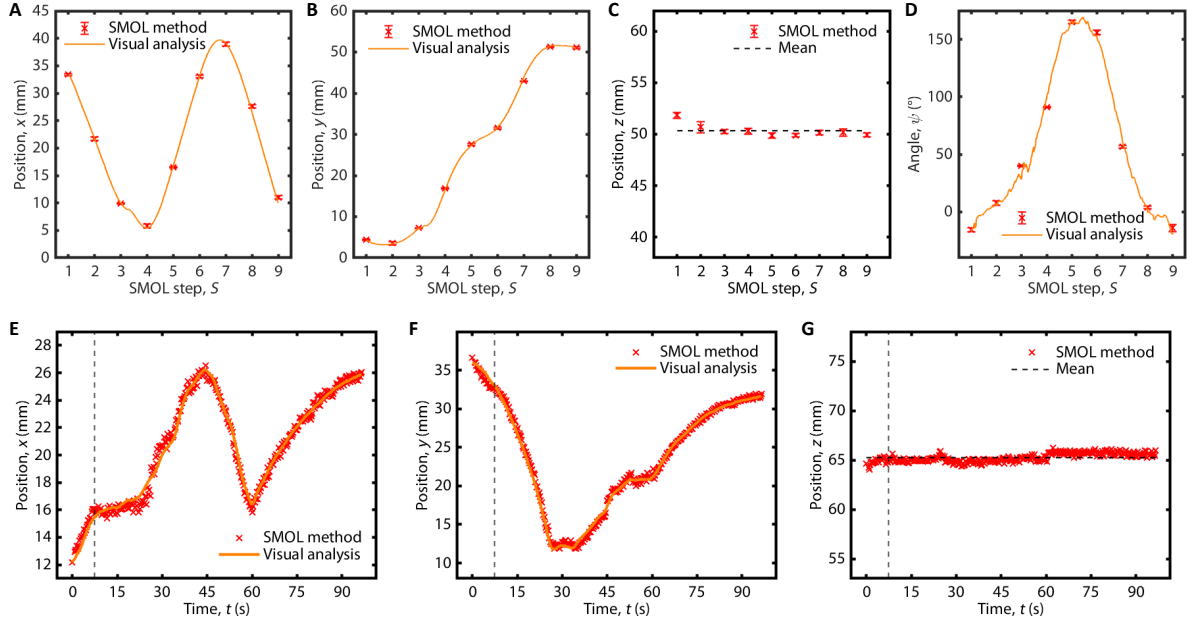 A
SMOL method
Visual analysis
45
40
35
30
25
20
15
10
5
0
Position, x (mm)
1 2 3 4 5 6 7 8 9
SMOL step, S
B
SMOL method
Visual analysis
60
50
40
30
20
10
0
Position, y (mm)
1 2 3 4 5 6 7 8 9
SMOL step, S
C
SMOL method
Mean
60
56
52
50
48
44
40
Position, z (mm)
1 2 3 4 5 6 7 8 9
SMOL step, S
D
150
100
50
0
Angle, ψ (°)
SMOL method
Visual analysis
1 2 3 4 5 6 7 8 9
SMOL step, S
E
28
26
24
22
20
18
16
14
12
Position, x (mm)
SMOL method
Visual analysis
0 15 30 45 60 75 90
Time, t (s)
F
SMOL method
Visual analysis
35
30
25
20
15
10
Position, y (mm)
0 15 30 45 60 75 90
Time, t (s)
G
SMOL method
Mean
75
70
65
60
55
Position, z (mm)
0 15 30 45 60 75 90
Time, t (s)